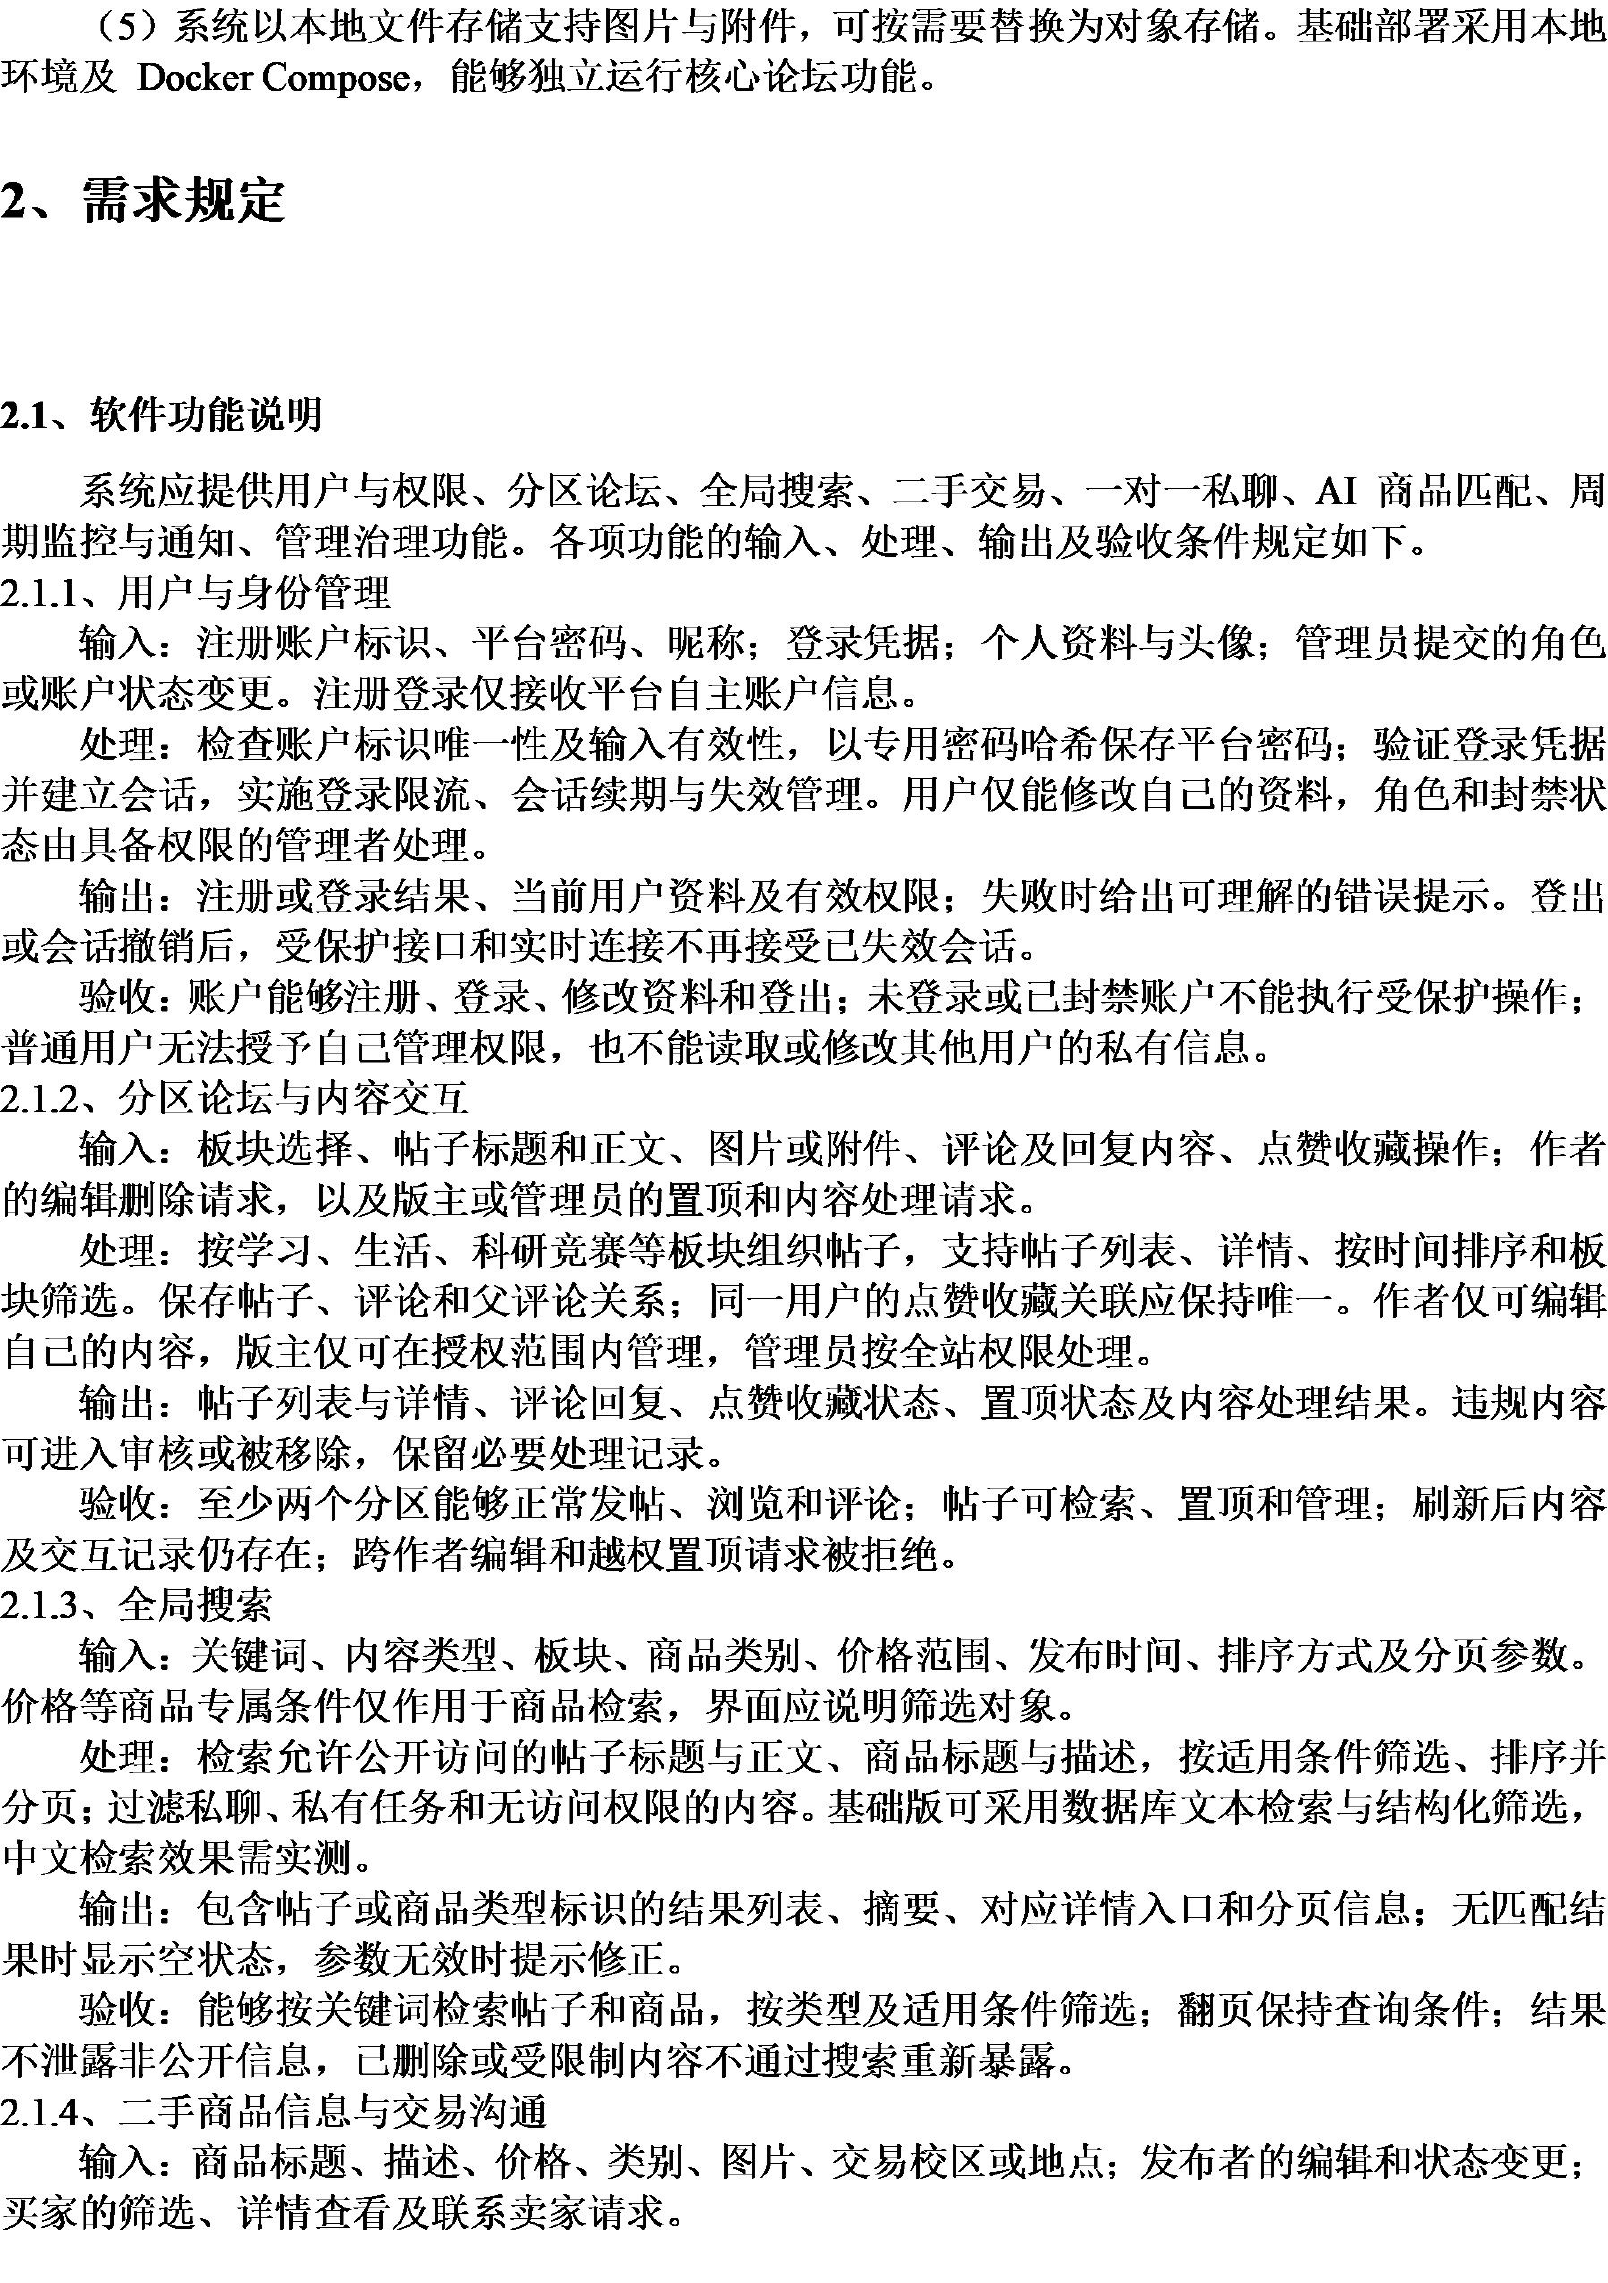 （5）系统以本地文件存储支持图片与附件，可按需要替换为对象存储。基础部署采用本地
环境及 Docker Compose，能够独立运行核心论坛功能。
2、需求规定
2.1、软件功能说明
系统应提供用户与权限、分区论坛、全局搜索、二手交易、一对一私聊、AI 商品匹配、周
期监控与通知、管理治理功能。各项功能的输入、处理、输出及验收条件规定如下。
2.1.1、用户与身份管理
输入：注册账户标识、平台密码、昵称；登录凭据；个人资料与头像；管理员提交的角色
或账户状态变更。注册登录仅接收平台自主账户信息。
处理：检查账户标识唯一性及输入有效性，以专用密码哈希保存平台密码；验证登录凭据
并建立会话，实施登录限流、会话续期与失效管理。用户仅能修改自己的资料，角色和封禁状
态由具备权限的管理者处理。
输出：注册或登录结果、当前用户资料及有效权限；失败时给出可理解的错误提示。登出
或会话撤销后，受保护接口和实时连接不再接受已失效会话。
验收：账户能够注册、登录、修改资料和登出；未登录或已封禁账户不能执行受保护操作；
普通用户无法授予自己管理权限，也不能读取或修改其他用户的私有信息。
2.1.2、分区论坛与内容交互
输入：板块选择、帖子标题和正文、图片或附件、评论及回复内容、点赞收藏操作；作者
的编辑删除请求，以及版主或管理员的置顶和内容处理请求。
处理：按学习、生活、科研竞赛等板块组织帖子，支持帖子列表、详情、按时间排序和板
块筛选。保存帖子、评论和父评论关系；同一用户的点赞收藏关联应保持唯一。作者仅可编辑
自己的内容，版主仅可在授权范围内管理，管理员按全站权限处理。
输出：帖子列表与详情、评论回复、点赞收藏状态、置顶状态及内容处理结果。违规内容
可进入审核或被移除，保留必要处理记录。
验收：至少两个分区能够正常发帖、浏览和评论；帖子可检索、置顶和管理；刷新后内容
及交互记录仍存在；跨作者编辑和越权置顶请求被拒绝。
2.1.3、全局搜索
输入：关键词、内容类型、板块、商品类别、价格范围、发布时间、排序方式及分页参数。
价格等商品专属条件仅作用于商品检索，界面应说明筛选对象。
处理：检索允许公开访问的帖子标题与正文、商品标题与描述，按适用条件筛选、排序并
分页；过滤私聊、私有任务和无访问权限的内容。基础版可采用数据库文本检索与结构化筛选，
中文检索效果需实测。
输出：包含帖子或商品类型标识的结果列表、摘要、对应详情入口和分页信息；无匹配结
果时显示空状态，参数无效时提示修正。
验收：能够按关键词检索帖子和商品，按类型及适用条件筛选；翻页保持查询条件；结果
不泄露非公开信息，已删除或受限制内容不通过搜索重新暴露。
2.1.4、二手商品信息与交易沟通
输入：商品标题、描述、价格、类别、图片、交易校区或地点；发布者的编辑和状态变更；
买家的筛选、详情查看及联系卖家请求。